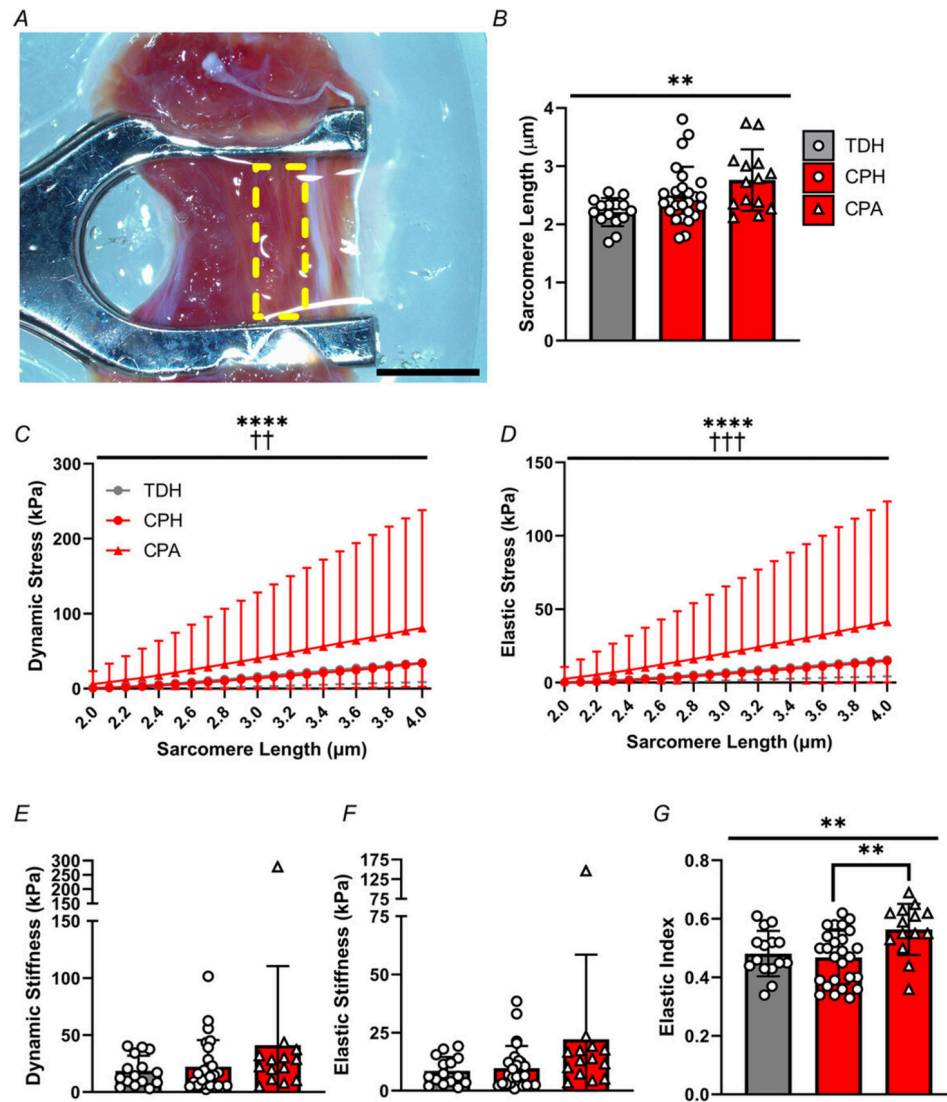 A
B
**
Sarcomere Length (μm)
4
3
2
1
0
TDH
CPH
CPA
C
****
††
Dynamic Stress (kPa)
300
200
100
0
TDH
CPH
CPA
2.0 2.2 2.4 2.6 2.8 3.0 3.2 3.4 3.6 3.8 4.0
Sarcomere Length (μm)
D
****
†††
Elastic Stress (kPa)
150
100
50
0
2.0 2.2 2.4 2.6 2.8 3.0 3.2 3.4 3.6 3.8 4.0
Sarcomere Length (μm)
E
Dynamic Stiffness (kPa)
300
250
200
150
100
50
0
F
Elastic Stiffness (kPa)
175
125
75
50
25
0
G
**
**
Elastic Index
0.8
0.6
0.4
0.2
0.0